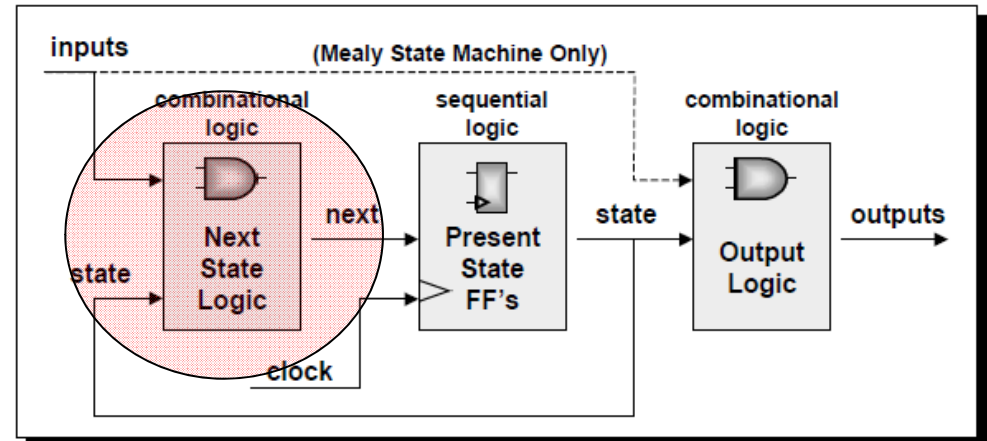 inputs
(Mealy State Machine Only)
combinational
logic
sequential
logic
combinational
logic
next
state
outputs
Next
State
Logic
Present
State
FF's
Output
Logic
state
clock